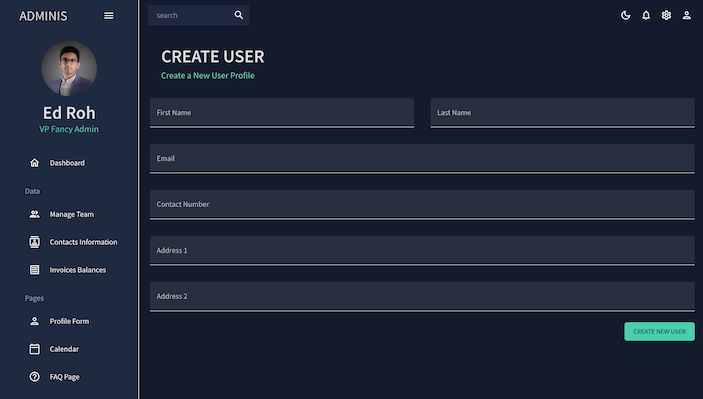 ADMINIS
search
Ed Roh
VP Fancy Admin
Dashboard
Data
Manage Team
Contacts Information
Invoices Balances
Pages
Profile Form
Calendar
FAQ Page
CREATE USER
Create a New User Profile
First Name
Last Name
Email
Contact Number
Address 1
Address 2
CREATE NEW USER